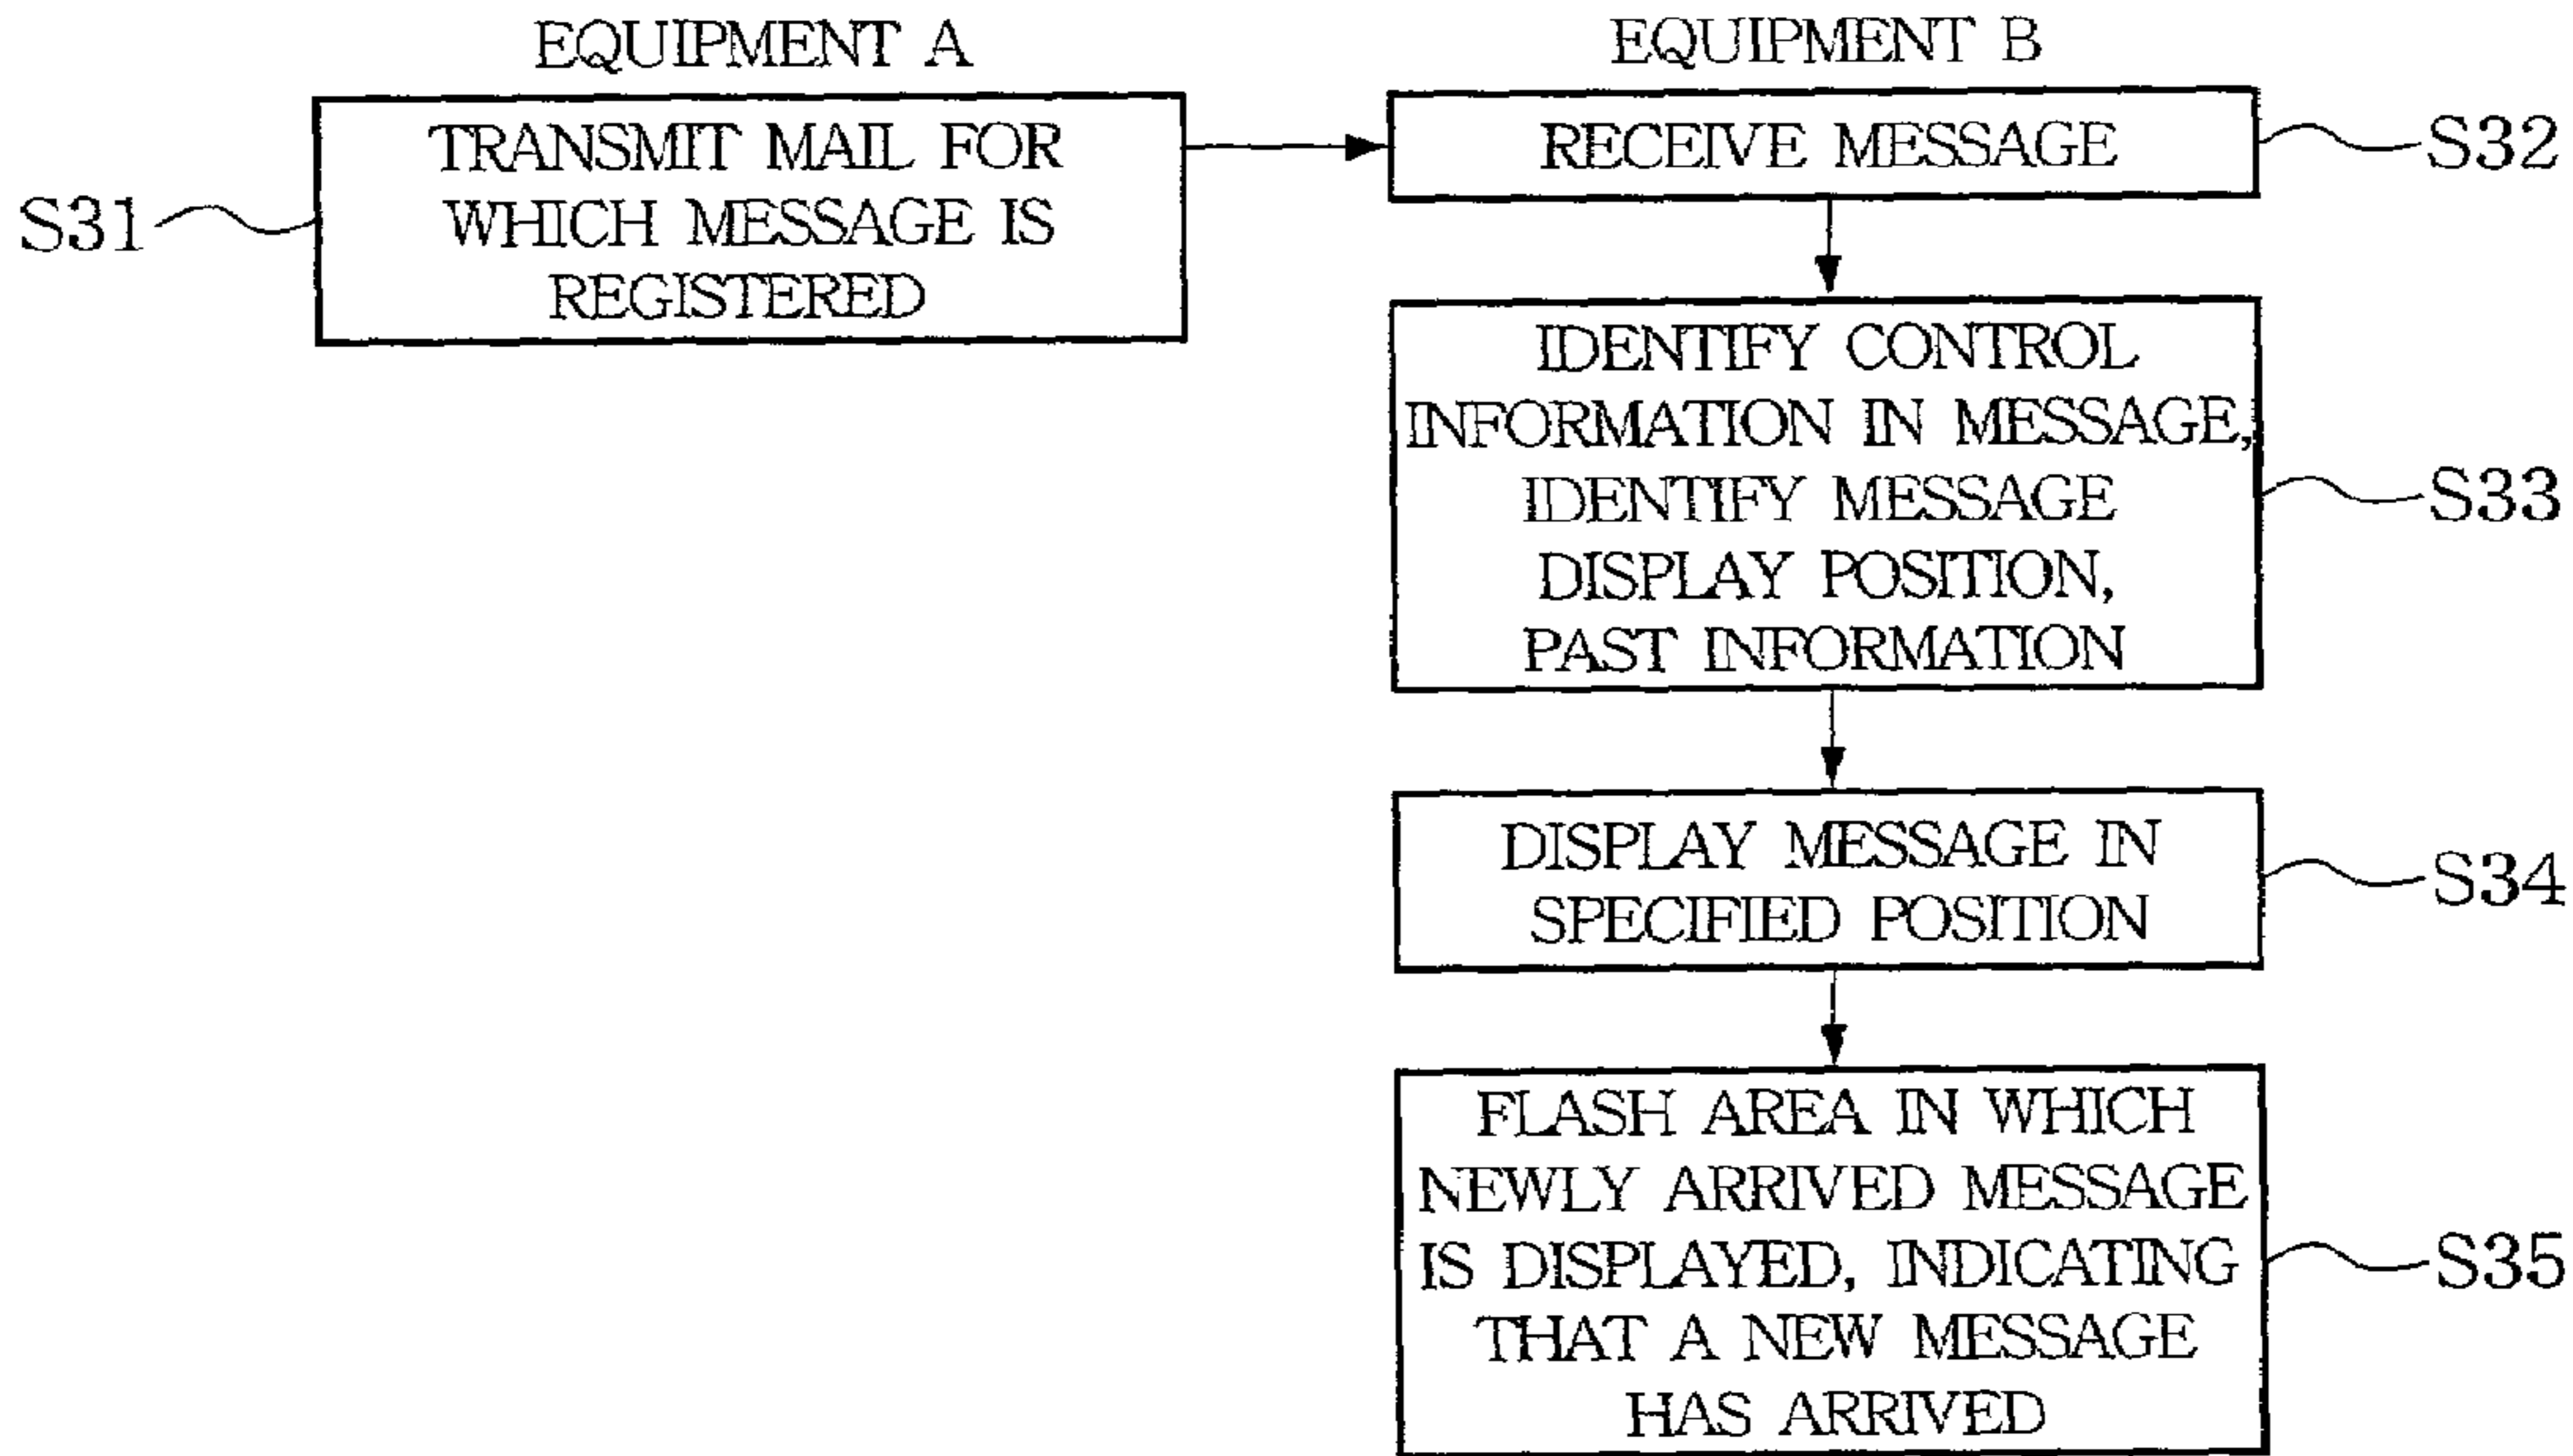 EQUIPMENT A
S31
TRANSMIT MAIL FOR
WHICH MESSAGE IS
REGISTERED
EQUIPMENT B
RECEIVE MESSAGE
S32
IDENTIFY CONTROL
INFORMATION IN MESSAGE,
IDENTIFY MESSAGE
DISPLAY POSITION,
PAST INFORMATION
S33
DISPLAY MESSAGE IN
SPECIFIED POSITION
S34
FLASH AREA IN WHICH
NEWLY ARRIVED MESSAGE
IS DISPLAYED, INDICATING
THAT A NEW MESSAGE
HAS ARRIVED
S35